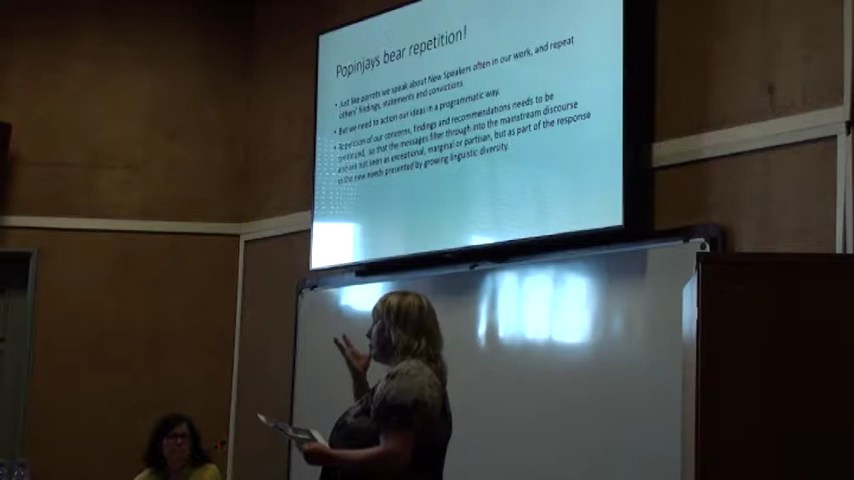 Popinjays bear repetition!
• Just like parrots we speak about New Speakers often in our work, and repeat
others' findings, statements and convictions.
• But we need to action our ideas in a programmatic way.
• Repetition of our concerns, findings and recommendations needs to be
continued, so that the messages filter through into the mainstream discourse
and are not seen as exceptional, marginal or partisan, but as part of the response
to the new needs presented by growing linguistic diversity.